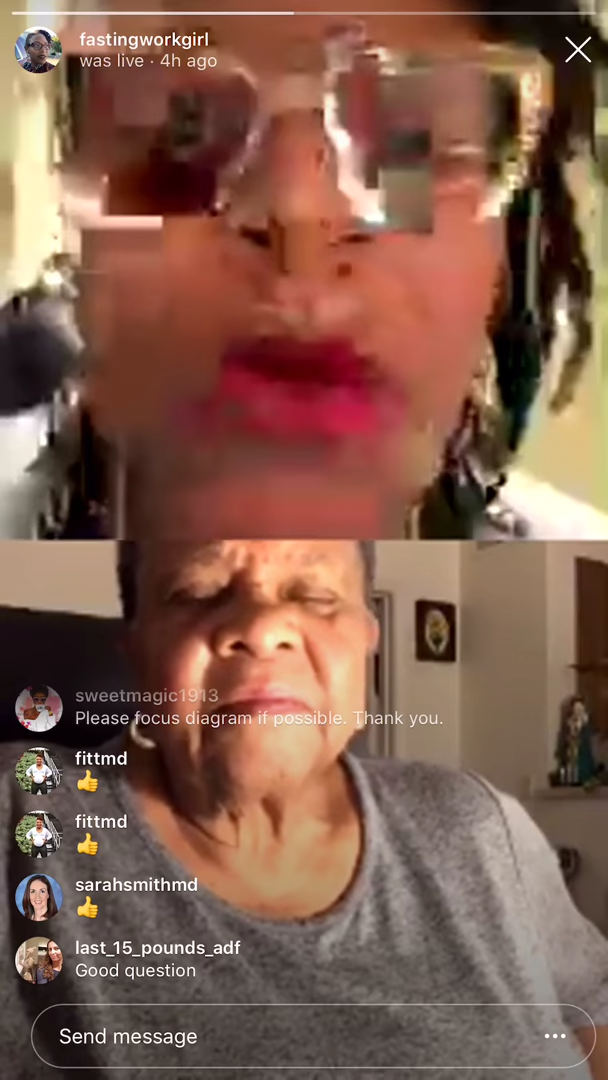 fastingworkgirl
was live · 4h ago
sweetmagic1913
Please focus diagram if possible. Thank you.
fittmd
👍
fittmd
👍
sarahsmithmd
👍
last_15_pounds_adf
Good question
Send message